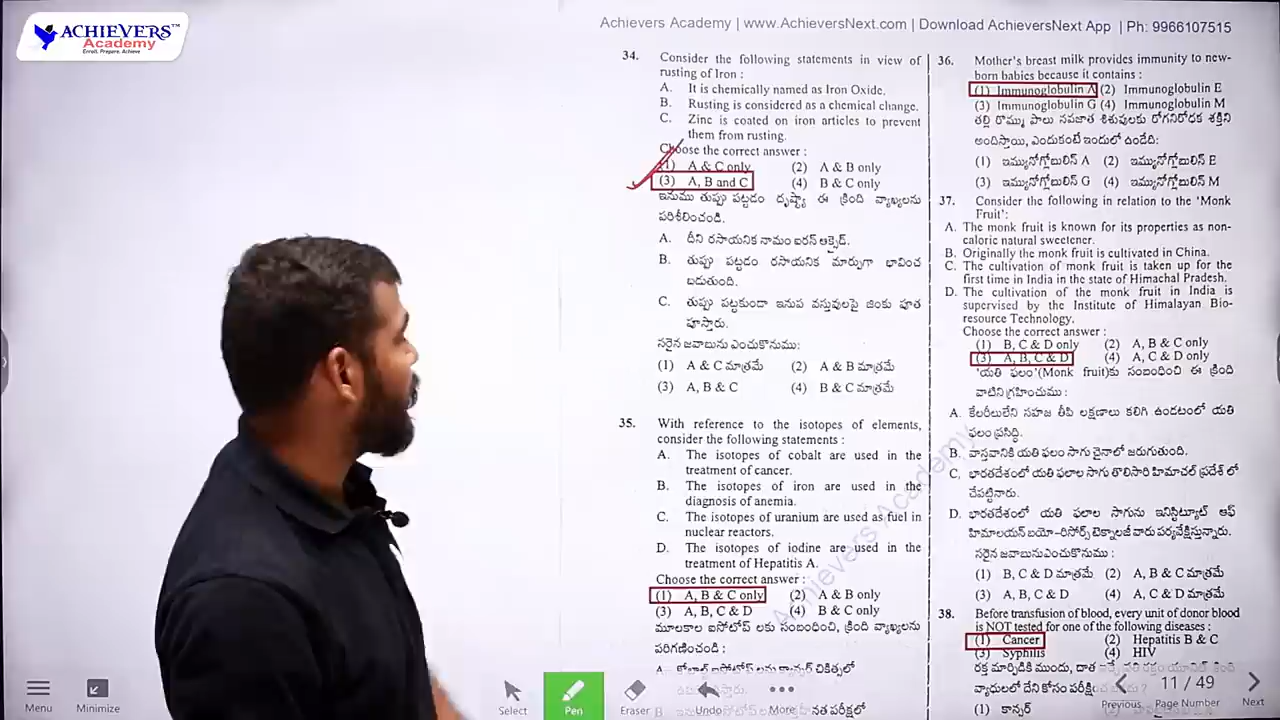 ACHIEVERS
Academy
Enrich. Prepare. Achieve
Achievers Academy | www.AchieversNext.com | Download AchieversNext App | Ph: 9966107515
34. Consider the following statements in view of
rusting of Iron :
A. It is chemically named as Iron Oxide.
B. Rusting is considered as a chemical change.
C. Zinc is coated on iron articles to prevent
them from rusting.
Choose the correct answer :
(1) A & C only (2) A & B only
(3) A, B and C (4) B & C only
ఇనుము తుప్పు పట్టడం దృష్ట్యా ఈ క్రింది వ్యాఖ్యలను
పరిశీలించండి.
A. దీని రసాయనిక నామం ఐరన్ ఆక్సైడ్.
B. తుప్పు పట్టడం రసాయనిక మార్పుగా భావించ
బడుతుంది.
C. తుప్పు పట్టకుండా ఇనుప వస్తువులపై జింకు పూత
పూస్తారు.
సరైన జవాబును ఎంచుకొనుము :
(1) A & C మాత్రమే (2) A & B మాత్రమే
(3) A, B & C (4) B & C మాత్రమే
35. With reference to the isotopes of elements,
consider the following statements :
A. The isotopes of cobalt are used in the
treatment of cancer.
B. The isotopes of iron are used in the
diagnosis of anemia.
C. The isotopes of uranium are used as fuel in
nuclear reactors.
D. The isotopes of iodine are used in the
treatment of Hepatitis A.
Choose the correct answer :
(1) A, B & C only (2) A & B only
(3) A, B, C & D (4) B & C only
మూలకాల ఐసోటోప్ లకు సంబంధించి, క్రింది వ్యాఖ్యలను
పరిగణించండి :
A. కోబాల్ట్ ఐసోటోప్ లను క్యాన్సర్ చికిత్సలో
36. Mother's breast milk provides immunity to new-
born babies because it contains :
(1) Immunoglobulin A (2) Immunoglobulin E
(3) Immunoglobulin G (4) Immunoglobulin M
తల్లి రొమ్ము పాలు నవజాత శిశువులకు రోగనిరోధక శక్తిని
అందిస్తాయి, ఎందుకంటే ఇందులో ఉండేది :
(1) ఇమ్యునోగ్లోబులిన్ A (2) ఇమ్యునోగ్లోబులిన్ E
(3) ఇమ్యునోగ్లోబులిన్ G (4) ఇమ్యునోగ్లోబులిన్ M
37. Consider the following in relation to the 'Monk
Fruit':
A. The monk fruit is known for its properties as non-
caloric natural sweetener.
B. Originally the monk fruit is cultivated in China.
C. The cultivation of monk fruit is taken up for the
first time in India in the state of Himachal Pradesh.
D. The cultivation of the monk fruit in India is
supervised by the Institute of Himalayan Bio-
resource Technology.
Choose the correct answer :
(1) B, C & D only (2) A, B & C only
(3) A, B, C & D (4) A, C & D only
'యతి ఫలం'(Monk fruit)కు సంబంధించి ఈ క్రింది
వాటిని గ్రహించుము :
A. కేలరీలులేని సహజ తీపి లక్షణాలు కలిగి ఉండటంలో యతి
ఫలం ప్రసిద్ధి.
B. వాస్తవానికి యతి ఫలం సాగు చైనాలో జరుగుతుంది.
C. భారతదేశంలో యతి ఫలాల సాగు తొలిసారి హిమాచల్ ప్రదేశ్ లో
చేపట్టినారు.
D. భారతదేశంలో యతి ఫలాల సాగును ఇనిస్టిట్యూట్ ఆఫ్
హిమాలయన్ బయో-రిసోర్స్ టెక్నాలజీ వారు పర్యవేక్షిస్తున్నారు.
సరైన జవాబునుఎంచుకొనుము :
(1) B, C & D మాత్రమే (2) A, B & C మాత్రమే
(3) A, B, C & D (4) A, C & D మాత్రమే
38. Before transfusion of blood, every unit of donor blood
is NOT tested for one of the following diseases :
(1) Cancer (2) Hepatitis B & C
(3) Syphilis (4) HIV
రక్త మార్పిడికి ముందు, దాత
వ్యాధులలో దేని కోసం
(1) కాన్సర్
Achievers Academy
Menu Minimize Select Pen Eraser Undo More Previous 11 / 49 Page Number Next